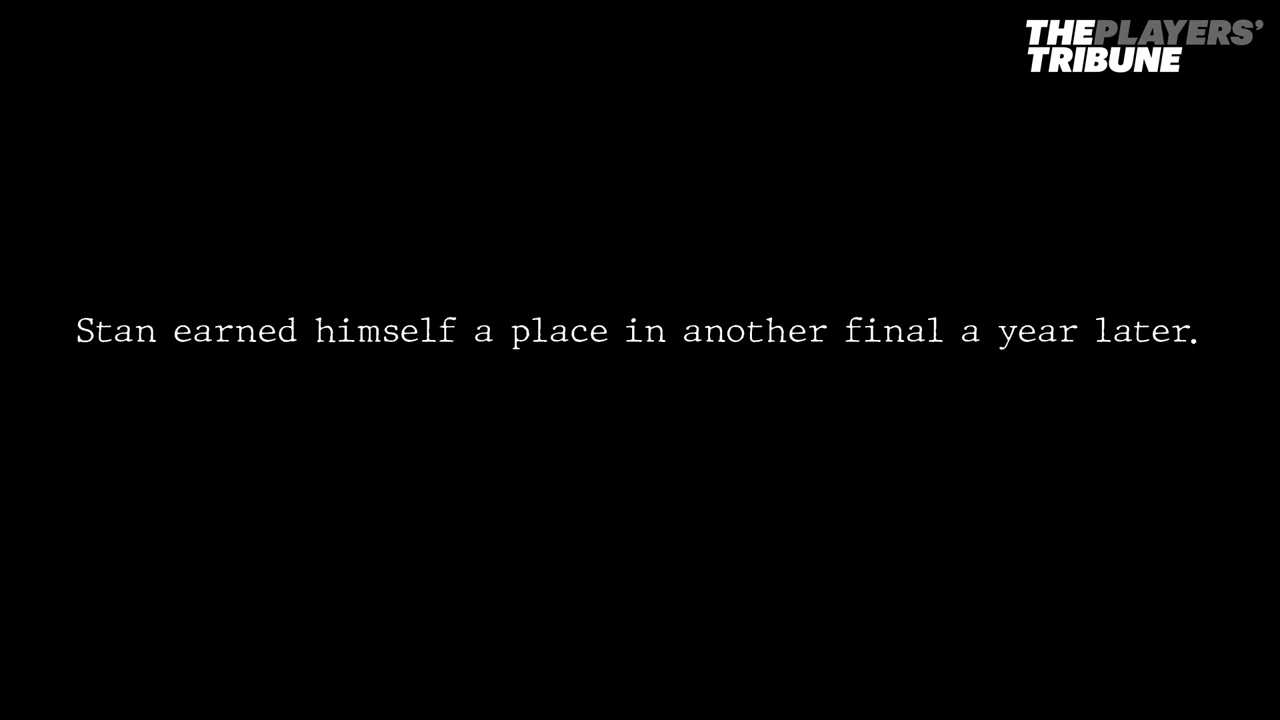 THE PLAYERS'
TRIBUNE
Stan earned himself a place in another final a year later.